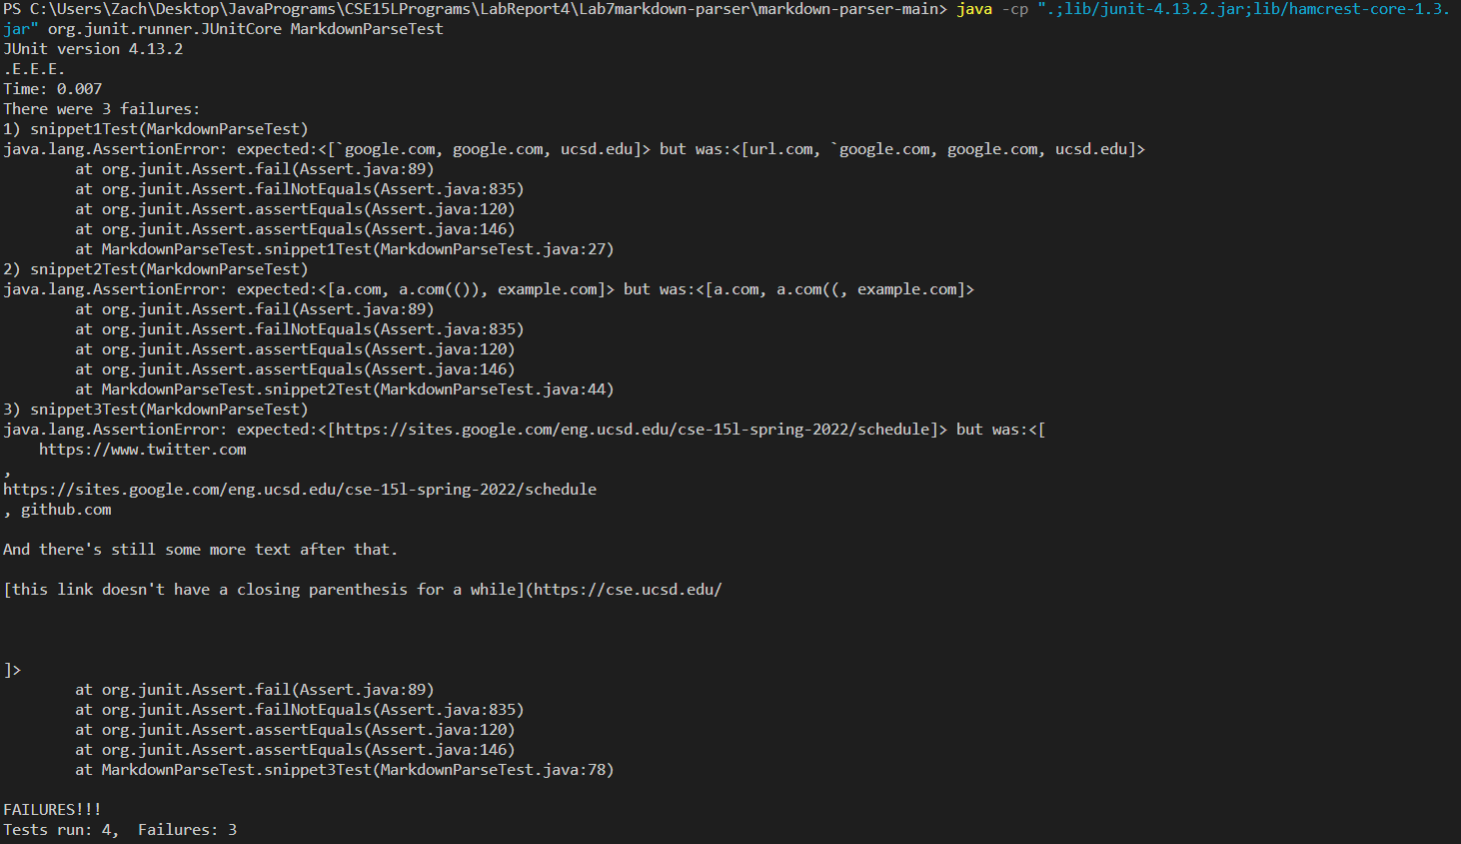 PS C:\Users\Zach\Desktop\JavaPrograms\CSE15LPrograms\LabReport4\Lab7markdown-parser\markdown-parser-main> java -cp ".;lib/junit-4.13.2.jar;lib/hamcrest-core-1.3.
jar" org.junit.runner.JUnitCore MarkdownParseTest
JUnit version 4.13.2
.E.E.E.
Time: 0.007
There were 3 failures:
1) snippet1Test(MarkdownParseTest)
java.lang.AssertionError: expected:<[`google.com, google.com, ucsd.edu]> but was:<[url.com, `google.com, google.com, ucsd.edu]>
        at org.junit.Assert.fail(Assert.java:89)
        at org.junit.Assert.failNotEquals(Assert.java:835)
        at org.junit.Assert.assertEquals(Assert.java:120)
        at org.junit.Assert.assertEquals(Assert.java:146)
        at MarkdownParseTest.snippet1Test(MarkdownParseTest.java:27)
2) snippet2Test(MarkdownParseTest)
java.lang.AssertionError: expected:<[a.com, a.com(()), example.com]> but was:<[a.com, a.com((, example.com]>
        at org.junit.Assert.fail(Assert.java:89)
        at org.junit.Assert.failNotEquals(Assert.java:835)
        at org.junit.Assert.assertEquals(Assert.java:120)
        at org.junit.Assert.assertEquals(Assert.java:146)
        at MarkdownParseTest.snippet2Test(MarkdownParseTest.java:44)
3) snippet3Test(MarkdownParseTest)
java.lang.AssertionError: expected:<[https://sites.google.com/eng.ucsd.edu/cse-15l-spring-2022/schedule]> but was:<[
    https://www.twitter.com
,
https://sites.google.com/eng.ucsd.edu/cse-15l-spring-2022/schedule
, github.com

And there's still some more text after that.

[this link doesn't have a closing parenthesis for a while](https://cse.ucsd.edu/



]>
        at org.junit.Assert.fail(Assert.java:89)
        at org.junit.Assert.failNotEquals(Assert.java:835)
        at org.junit.Assert.assertEquals(Assert.java:120)
        at org.junit.Assert.assertEquals(Assert.java:146)
        at MarkdownParseTest.snippet3Test(MarkdownParseTest.java:78)

FAILURES!!!
Tests run: 4,  Failures: 3